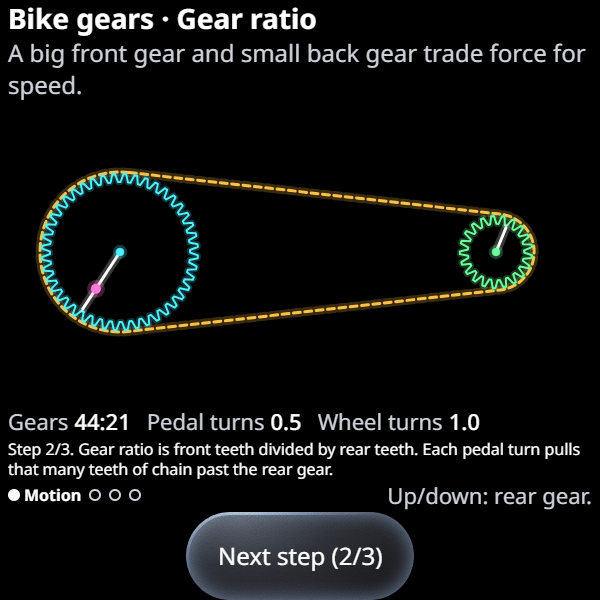 Bike gears · Gear ratio
A big front gear and small back gear trade force for
speed.
Gears 44:21 Pedal turns 0.5 Wheel turns 1.0
Step 2/3. Gear ratio is front teeth divided by rear teeth. Each pedal turn pulls
that many teeth of chain past the rear gear.
Motion
Up/down: rear gear.
Next step (2/3)